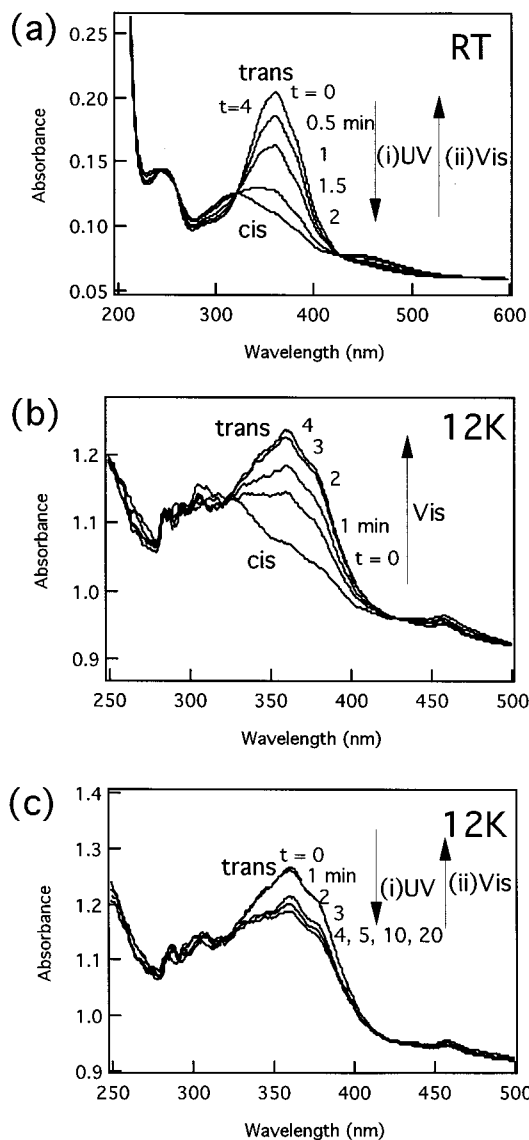 (a)
RT
0.25
0.20
0.15
0.10
0.05
Absorbance
trans
t = 0
t=4
0.5 min
1
1.5
2
(i)UV
(ii)Vis
cis
200 300 400 500 600
Wavelength (nm)
(b)
12K
1.2
1.1
1.0
0.9
Absorbance
trans
4
3
2
1 min
t = 0
Vis
cis
250 300 350 400 450 500
Wavelength (nm)
(c)
12K
1.4
1.3
1.2
1.1
1.0
0.9
Absorbance
trans
t = 0
1 min
2
3
4, 5, 10, 20
(i)UV
(ii)Vis
250 300 350 400 450 500
Wavelength (nm)